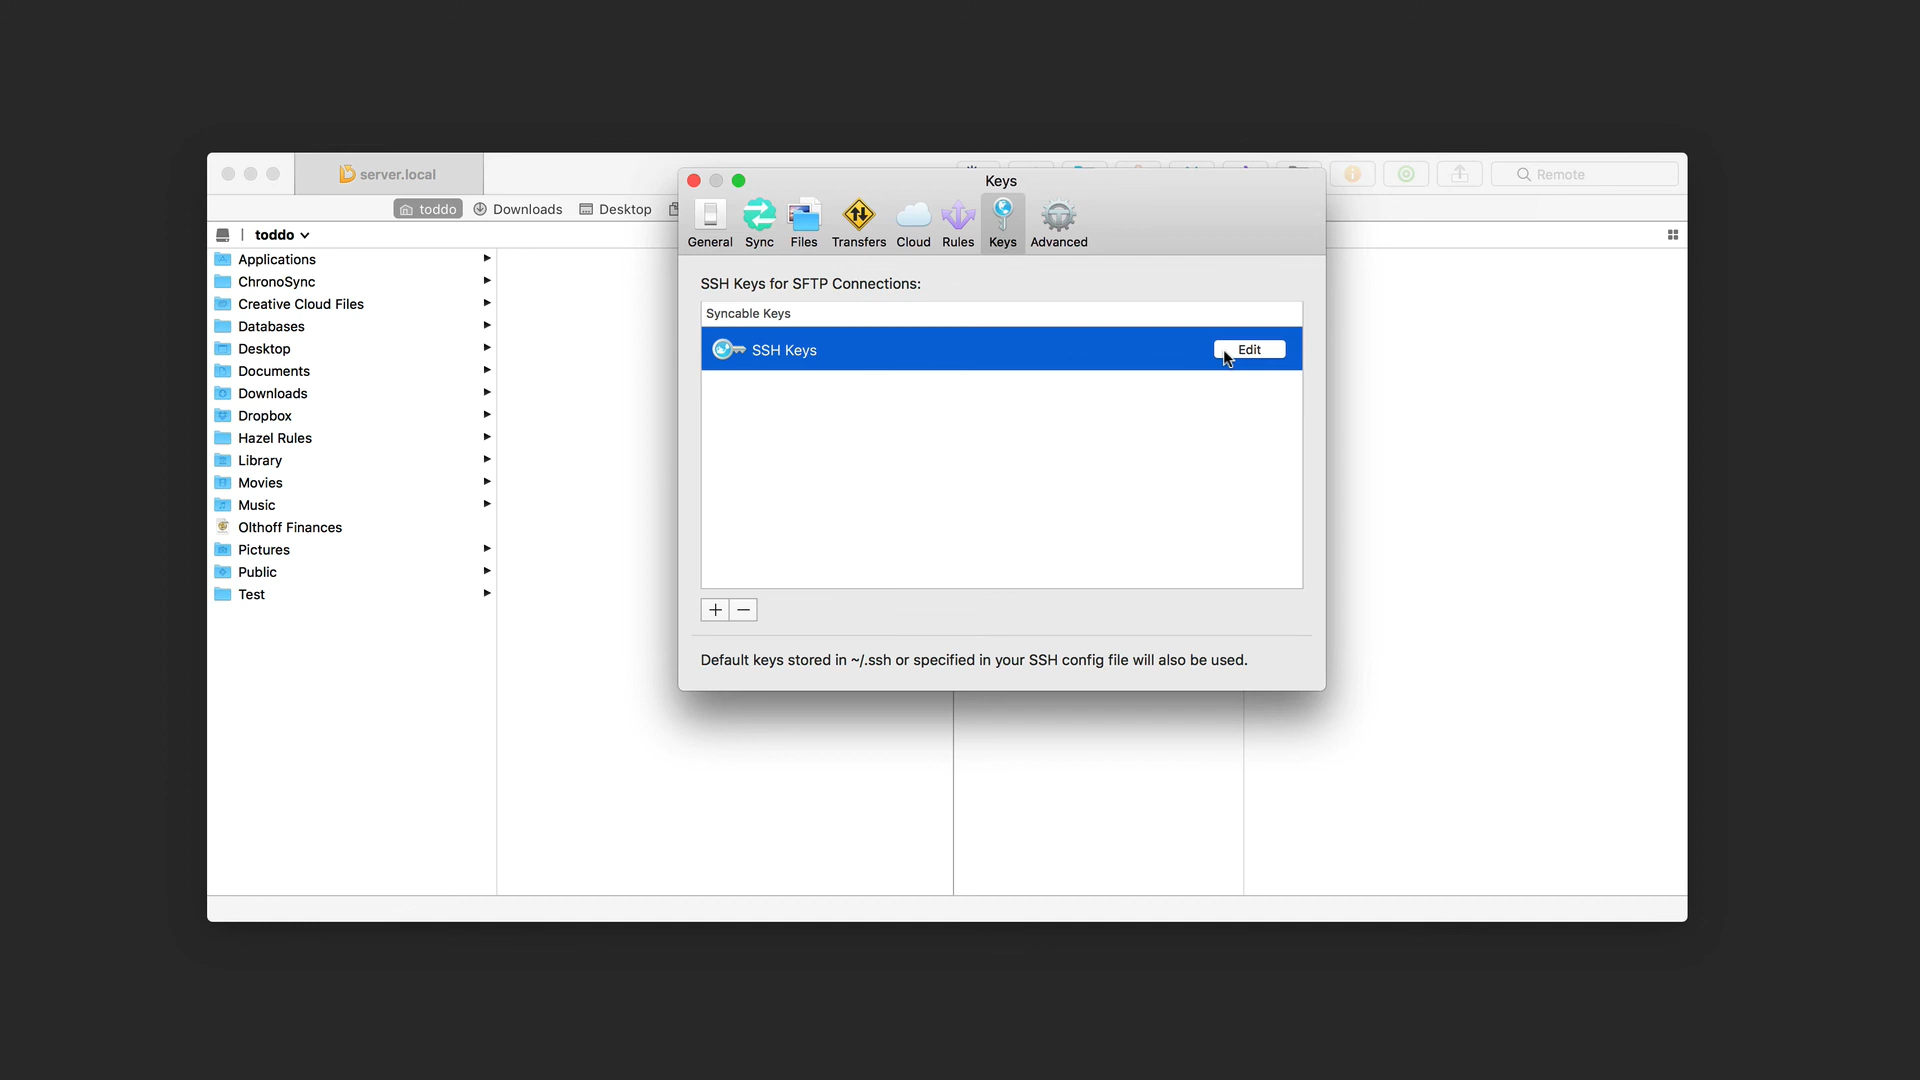 server.local
Remote
toddo
Downloads
Desktop
toddo
Applications
ChronoSync
Creative Cloud Files
Databases
Desktop
Documents
Downloads
Dropbox
Hazel Rules
Library
Movies
Music
Olthoff Finances
Pictures
Public
Test
Keys
General
Sync
Files
Transfers
Cloud
Rules
Keys
Advanced
SSH Keys for SFTP Connections:
Syncable Keys
SSH Keys
Edit
Default keys stored in ~/.ssh or specified in your SSH config file will also be used.